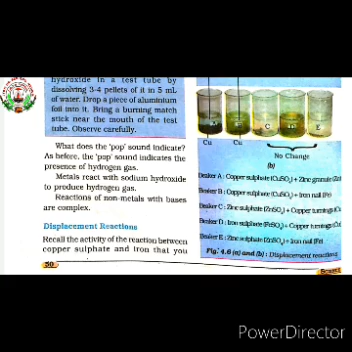 hydroxide in a test tube by
dissolving 3-4 pellets of it in 5 mL
of water. Drop a piece of aluminium
foil into it. Bring a burning match
stick near the mouth of the test
tube. Observe carefully.
What does the 'pop' sound indicate?
As before, the 'pop' sound indicates the
presence of hydrogen gas.
Metals react with sodium hydroxide
to produce hydrogen gas.
Reactions of non-metals with bases
are complex.
Displacement Reactions
Recall the activity of the reaction between
copper sulphate and iron that you
50
C
E
Cu
Cu
No Change
(b)
Beaker A : Copper sulphate (CuSO₄) + Zinc granule (Zn)
Beaker B : Copper sulphate (CuSO₄) + Iron nail (Fe)
Beaker C : Zinc sulphate (ZnSO₄) + Copper turnings (Cu)
Beaker D : Iron sulphate (FeSO₄) + Copper turnings (Cu)
Beaker E : Zinc sulphate (ZnSO₄) + Iron nail (Fe)
Fig. 4.6 (a) and (b) : Displacement reactions
SCIENCE
PowerDirector